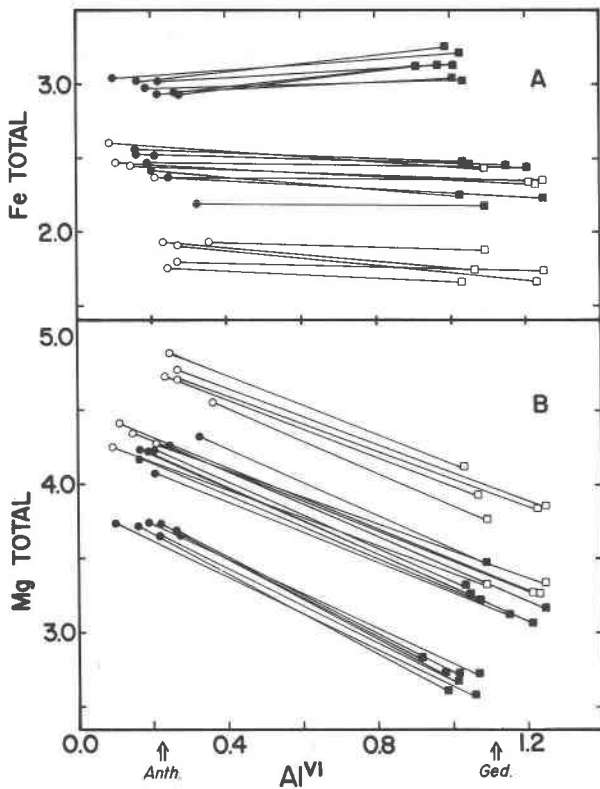 A
3.0
Fe TOTAL
2.0
5.0
B
4.0
Mg TOTAL
3.0
0.0 0.4 0.8 1.2
⇑ ⇑
Anth. Al^VI Ged.